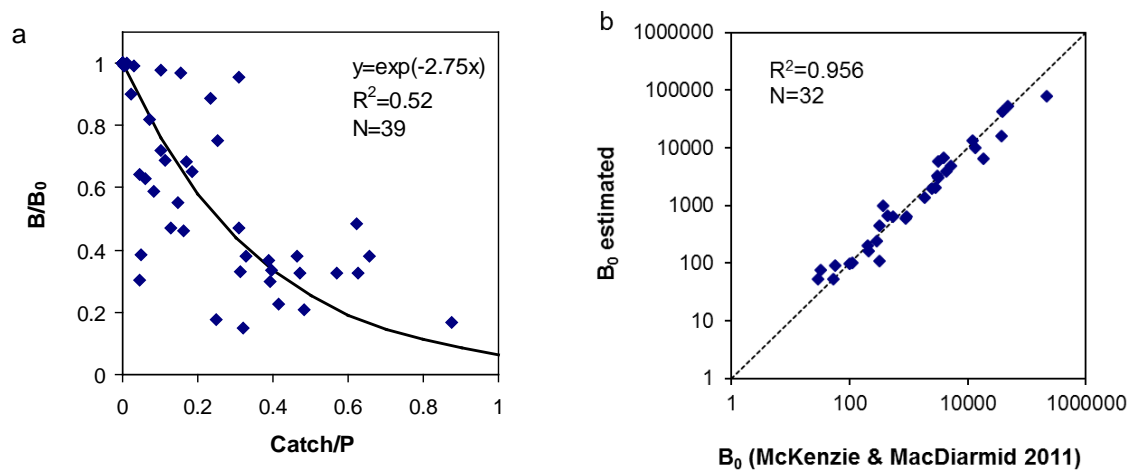 a
y=exp(-2.75x)
R²=0.52
N=39
1
0.8
0.6
0.4
0.2
0
B/B₀
0 0.2 0.4 0.6 0.8 1
Catch/P
b
R²=0.956
N=32
1000000
100000
10000
1000
100
10
1
B₀ estimated
1 100 10000 1000000
B₀ (McKenzie & MacDiarmid 2011)